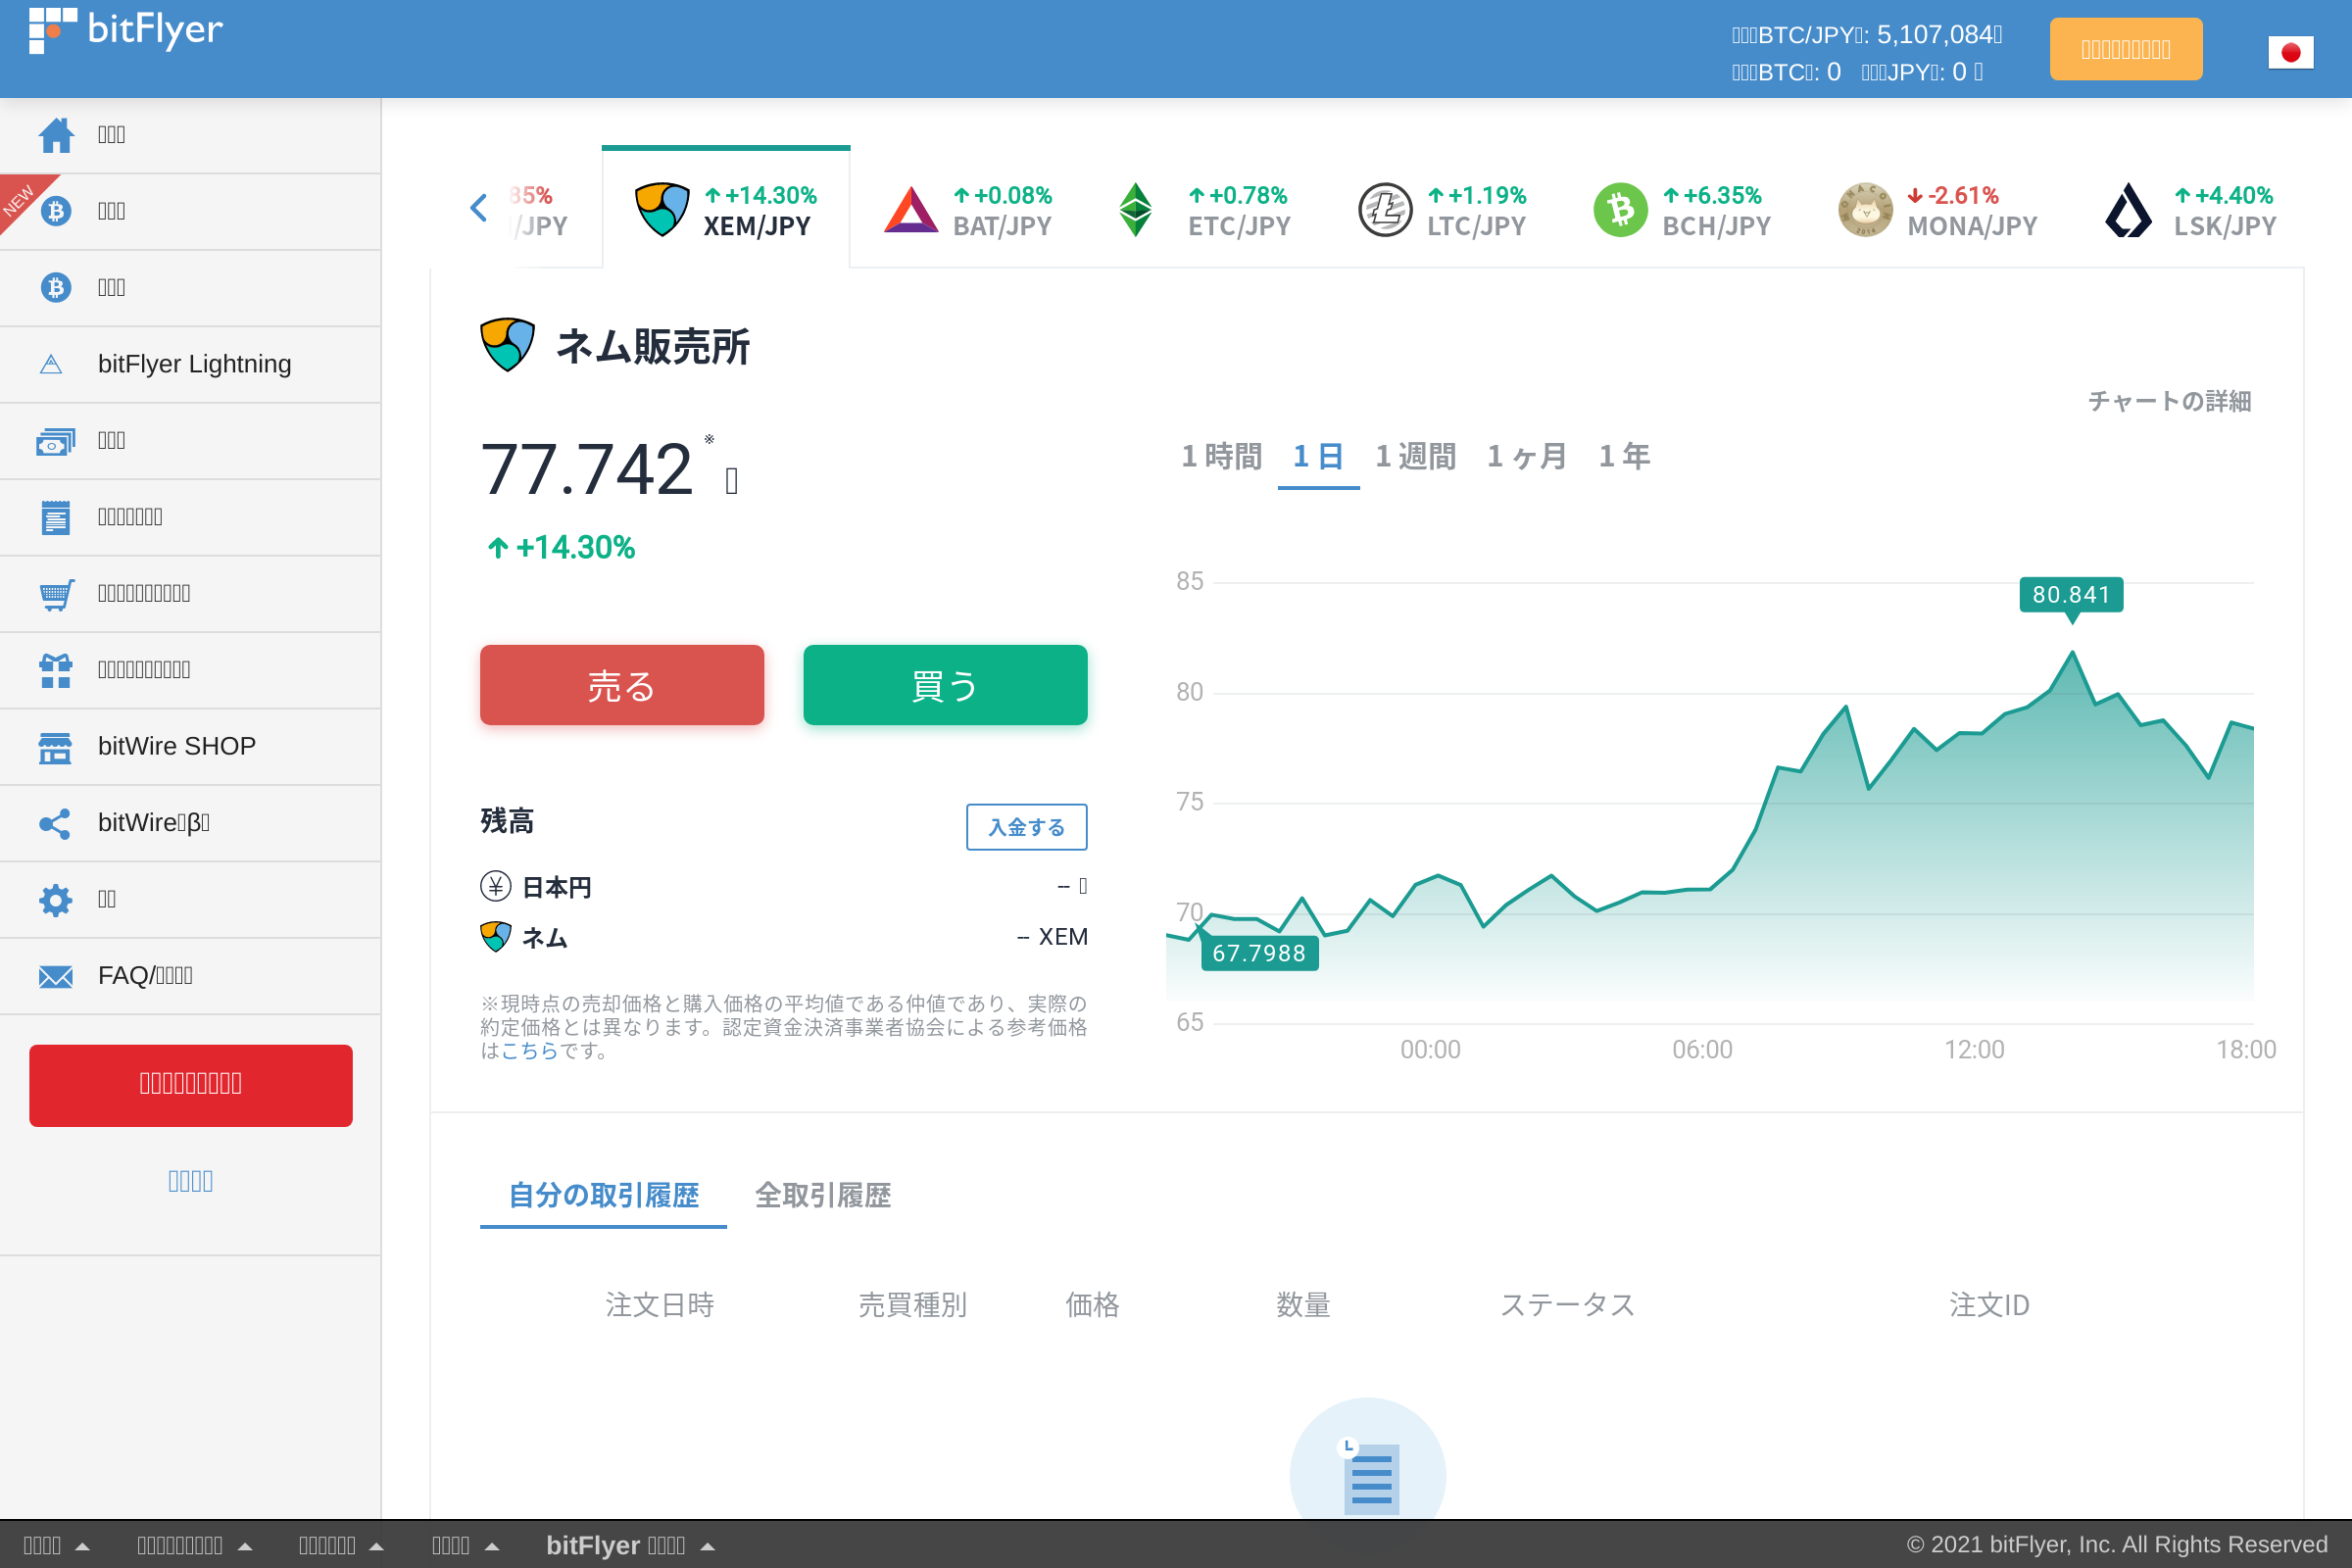 bitFlyer
BTC/JPY: 5,107,084
BTC: 0 JPY: 0
NEW
bitFlyer Lightning
bitWire SHOP
bitWire β
FAQ/
85%
/JPY
+14.30%
XEM/JPY
+0.08%
BAT/JPY
+0.78%
ETC/JPY
+1.19%
LTC/JPY
+6.35%
BCH/JPY
-2.61%
MONA/JPY
+4.40%
LSK/JPY
ネム販売所
チャートの詳細
77.742 ※
+14.30%
1 時間 1 日 1 週間 1 ヶ月 1 年
売る 買う
残高 入金する
日本円 --
ネム -- XEM
※現時点の売却価格と購入価格の平均値である仲値であり、実際の
約定価格とは異なります。認定資金決済事業者協会による参考価格
はこちらです。
85
80
75
70
65
80.841
67.7988
00:00 06:00 12:00 18:00
自分の取引履歴 全取引履歴
注文日時 売買種別 価格 数量 ステータス 注文ID
bitFlyer
© 2021 bitFlyer, Inc. All Rights Reserved